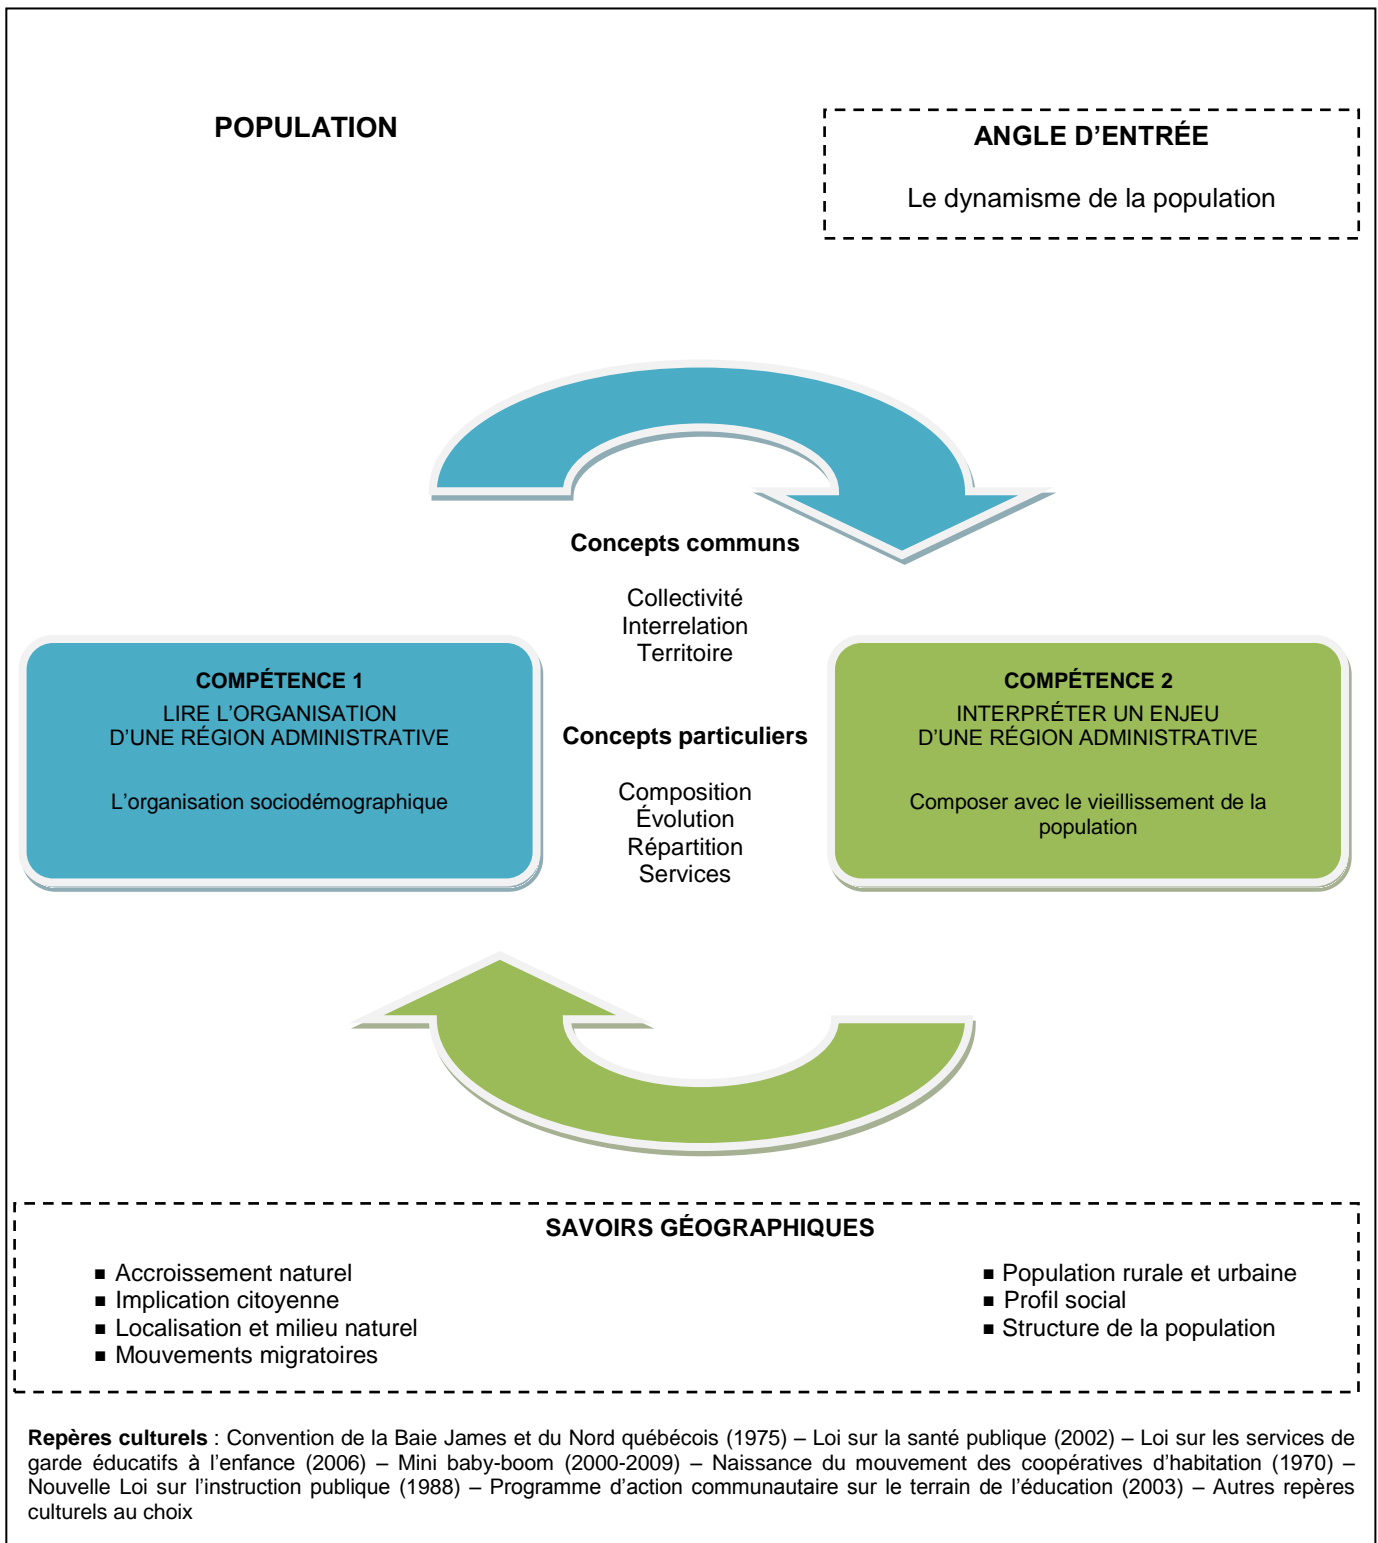 POPULATION
ANGLE D’ENTRÉE
Le dynamisme de la population
Concepts communs
Collectivité
Interrelation
Territoire
COMPÉTENCE 1
LIRE L’ORGANISATION
D’UNE RÉGION ADMINISTRATIVE
L’organisation sociodémographique
Concepts particuliers
Composition
Évolution
Répartition
Services
COMPÉTENCE 2
INTERPRÉTER UN ENJEU
D’UNE RÉGION ADMINISTRATIVE
Composer avec le vieillissement de la
population
SAVOIRS GÉOGRAPHIQUES
▪ Accroissement naturel
▪ Implication citoyenne
▪ Localisation et milieu naturel
▪ Mouvements migratoires
▪ Population rurale et urbaine
▪ Profil social
▪ Structure de la population
Repères culturels : Convention de la Baie James et du Nord québécois (1975) – Loi sur la santé publique (2002) – Loi sur les services de
garde éducatifs à l’enfance (2006) – Mini baby-boom (2000-2009) – Naissance du mouvement des coopératives d’habitation (1970) –
Nouvelle Loi sur l’instruction publique (1988) – Programme d’action communautaire sur le terrain de l’éducation (2003) – Autres repères
culturels au choix